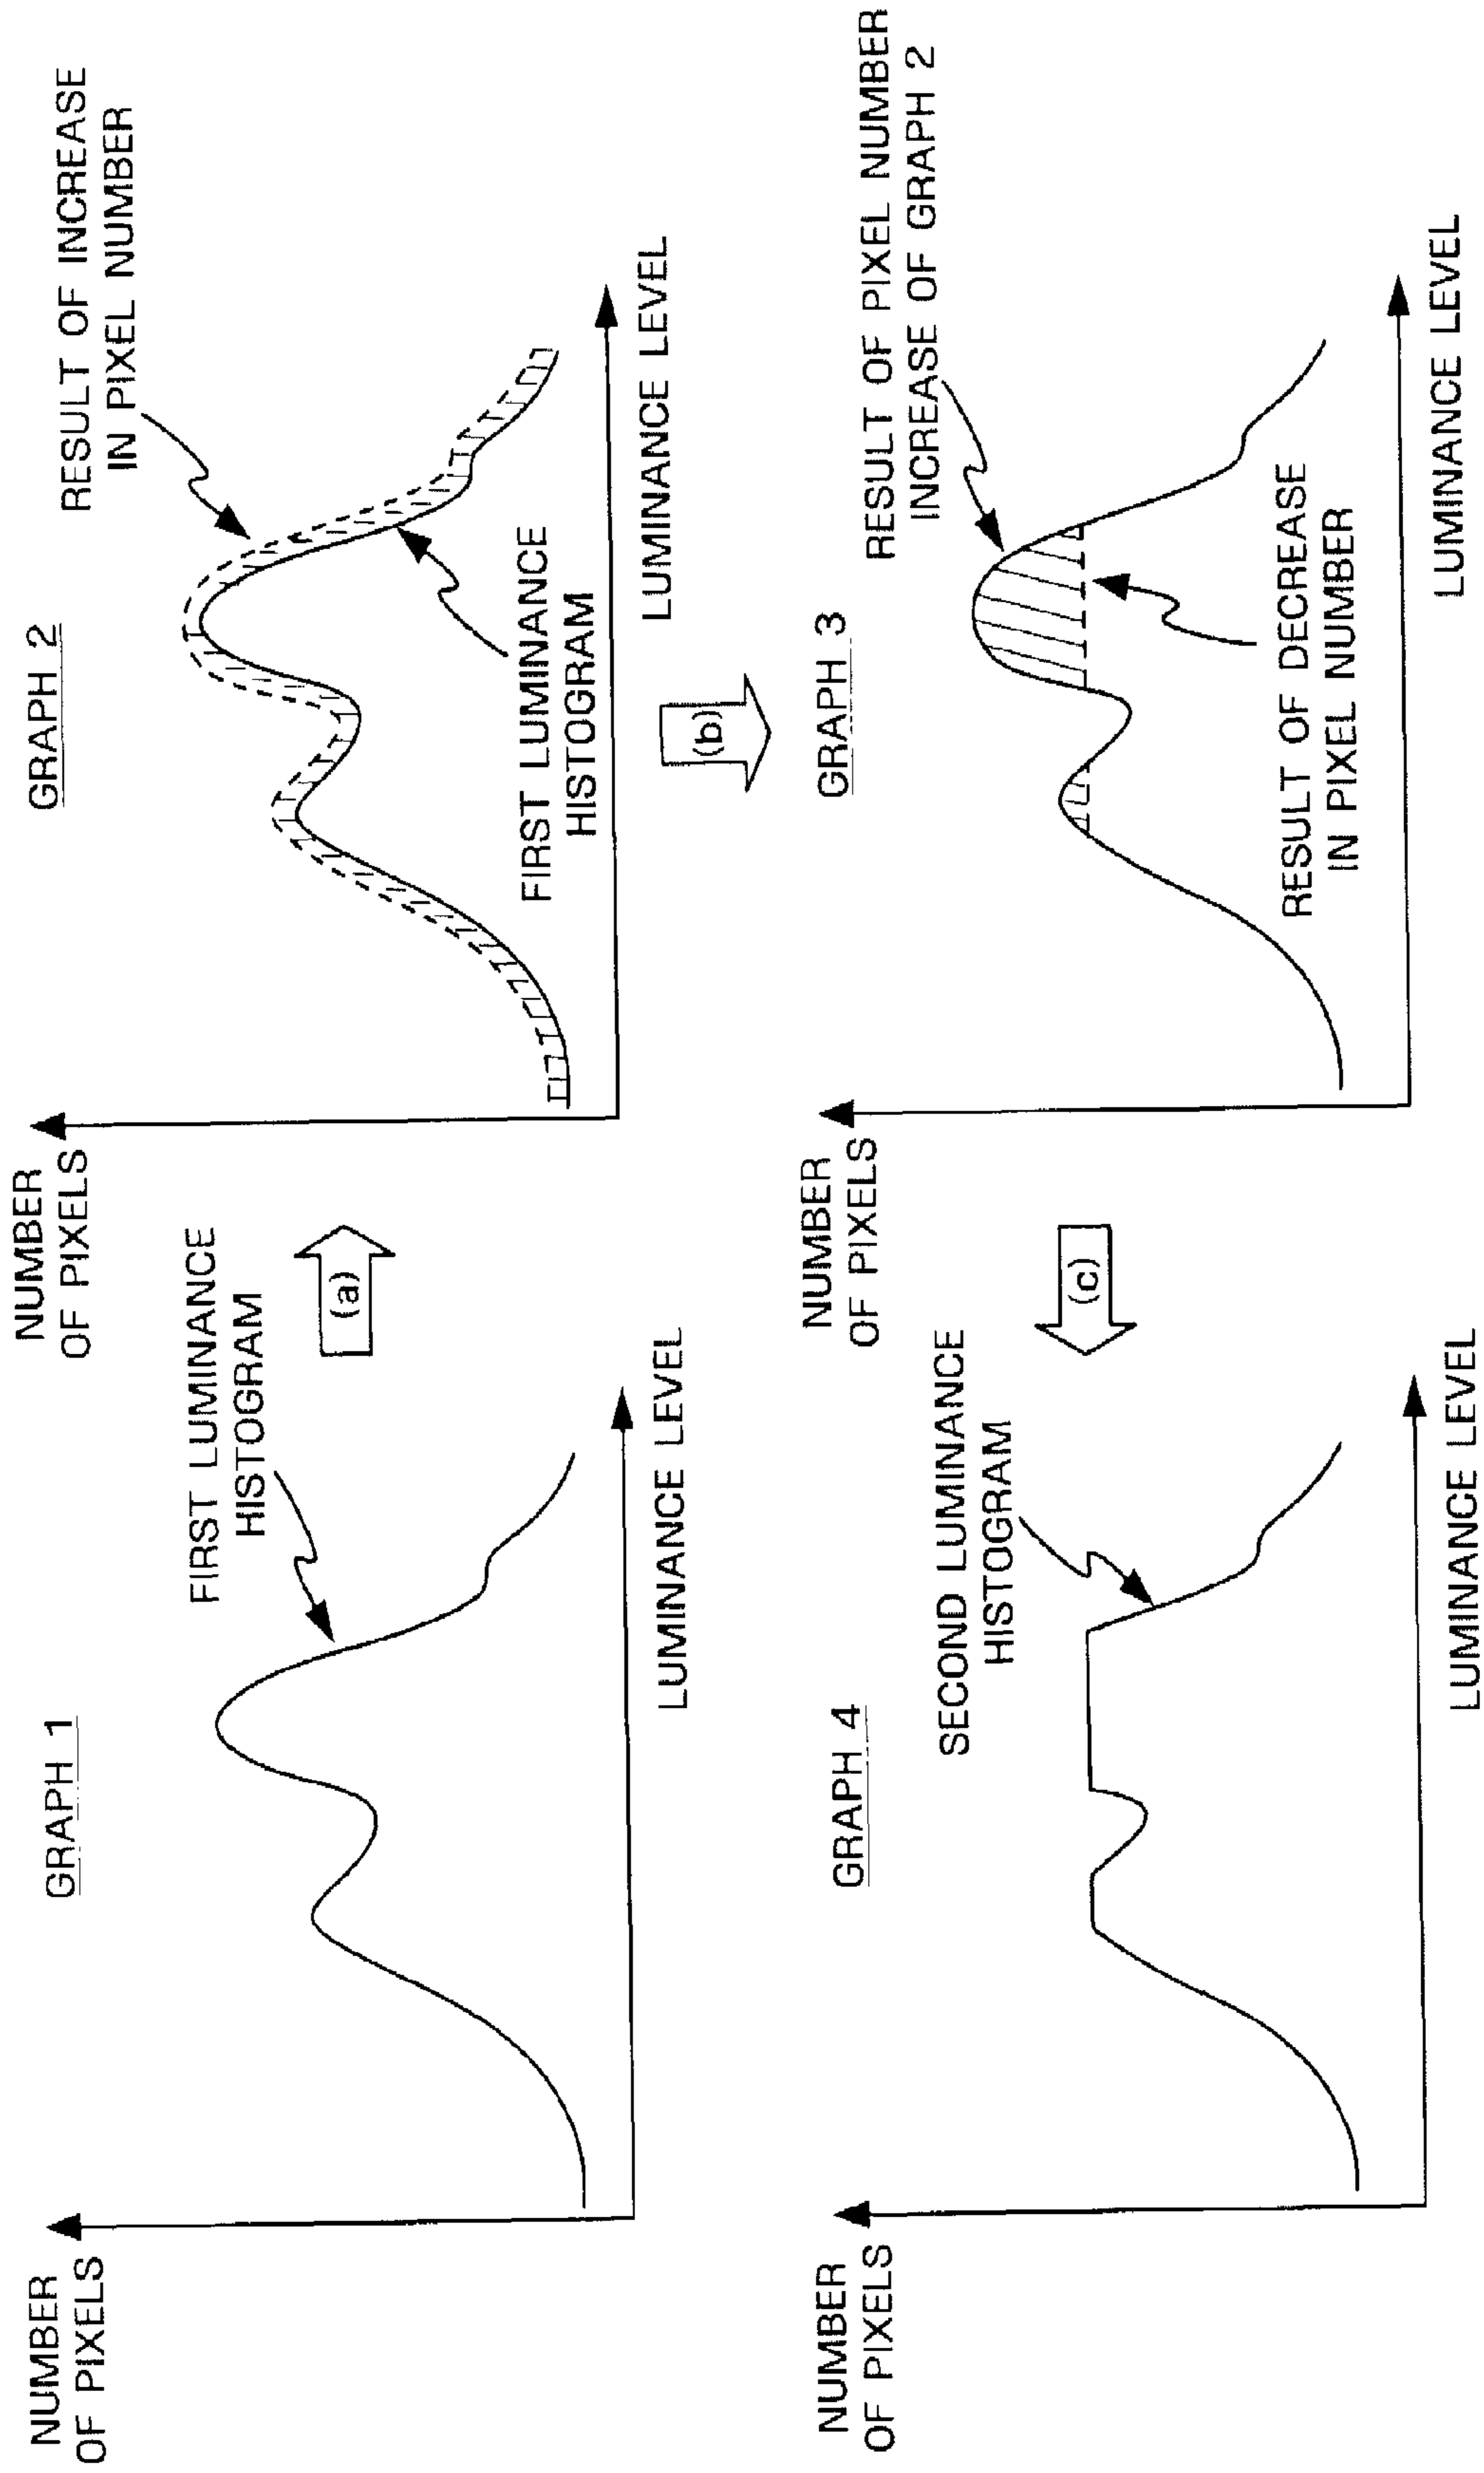 GRAPH 1
NUMBER
OF PIXELS
FIRST LUMINANCE
HISTOGRAM
LUMINANCE LEVEL
(a)
GRAPH 2
NUMBER
OF PIXELS
RESULT OF INCREASE
IN PIXEL NUMBER
FIRST LUMINANCE
HISTOGRAM
LUMINANCE LEVEL
(b)
GRAPH 3
NUMBER
OF PIXELS
RESULT OF PIXEL NUMBER
INCREASE OF GRAPH 2
RESULT OF DECREASE
IN PIXEL NUMBER
LUMINANCE LEVEL
(c)
GRAPH 4
NUMBER
OF PIXELS
SECOND LUMINANCE
HISTOGRAM
LUMINANCE LEVEL